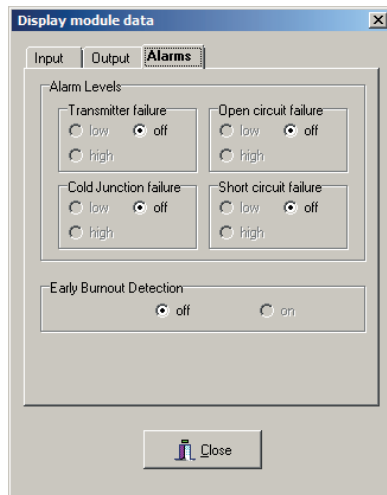 Display module data
Input Output Alarms
Alarm Levels
Transmitter failure Open circuit failure
low off low off
high high
Cold Junction failure Short circuit failure
low off low off
high high
Early Burnout Detection
off on
Close